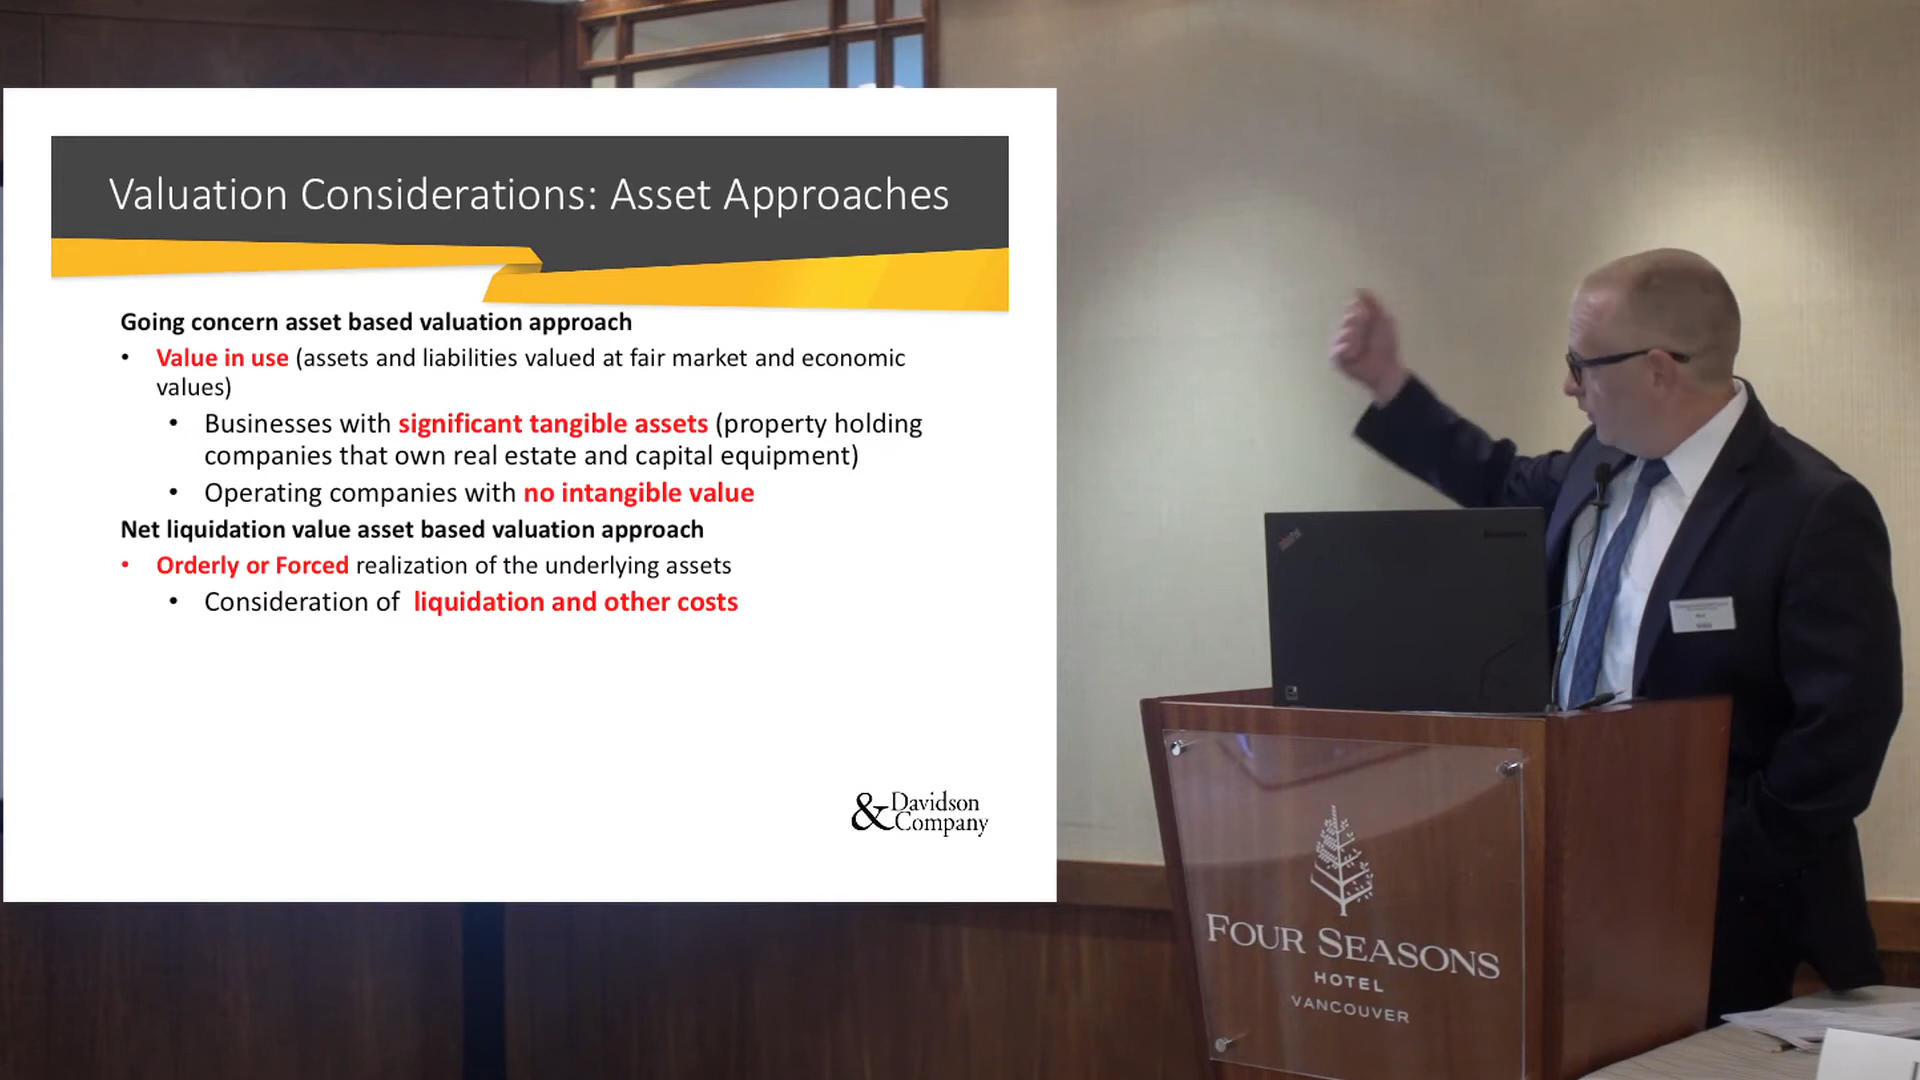 Valuation Considerations: Asset Approaches
Going concern asset based valuation approach
• Value in use (assets and liabilities valued at fair market and economic
values)
• Businesses with significant tangible assets (property holding
companies that own real estate and capital equipment)
• Operating companies with no intangible value
Net liquidation value asset based valuation approach
• Orderly or Forced realization of the underlying assets
• Consideration of liquidation and other costs
& Davidson
Company
ThinkPad
FOUR SEASONS
HOTEL
VANCOUVER